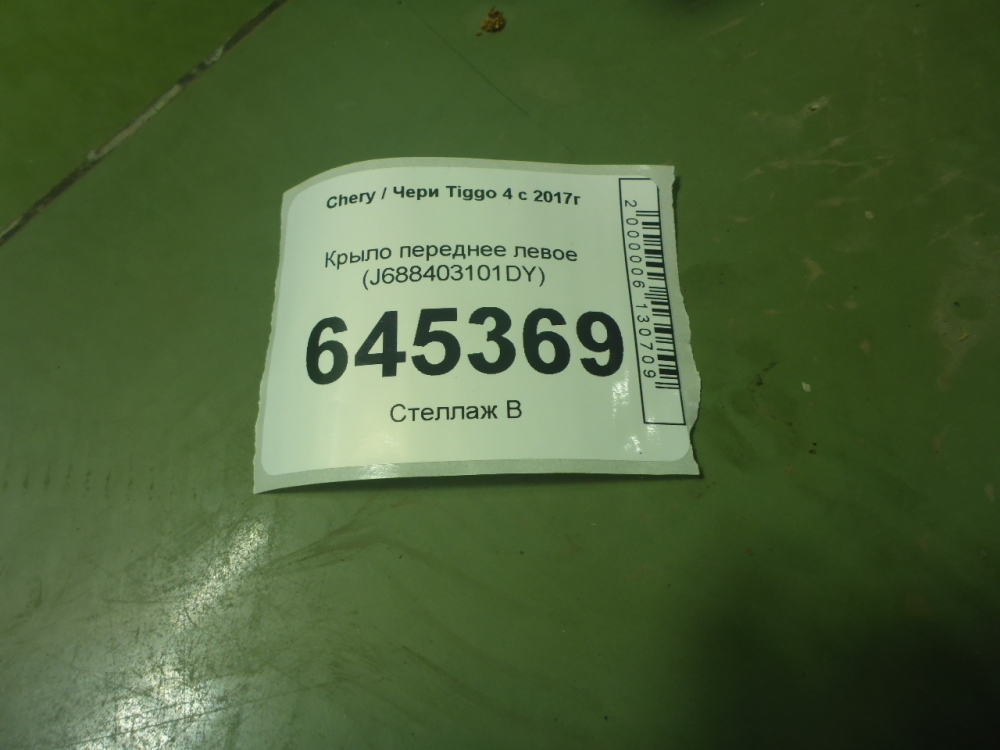 Chery / Чери Tiggo 4 с 2017г
Крыло переднее левое
(J688403101DY)
645369
Стеллаж В
2 000006 130709